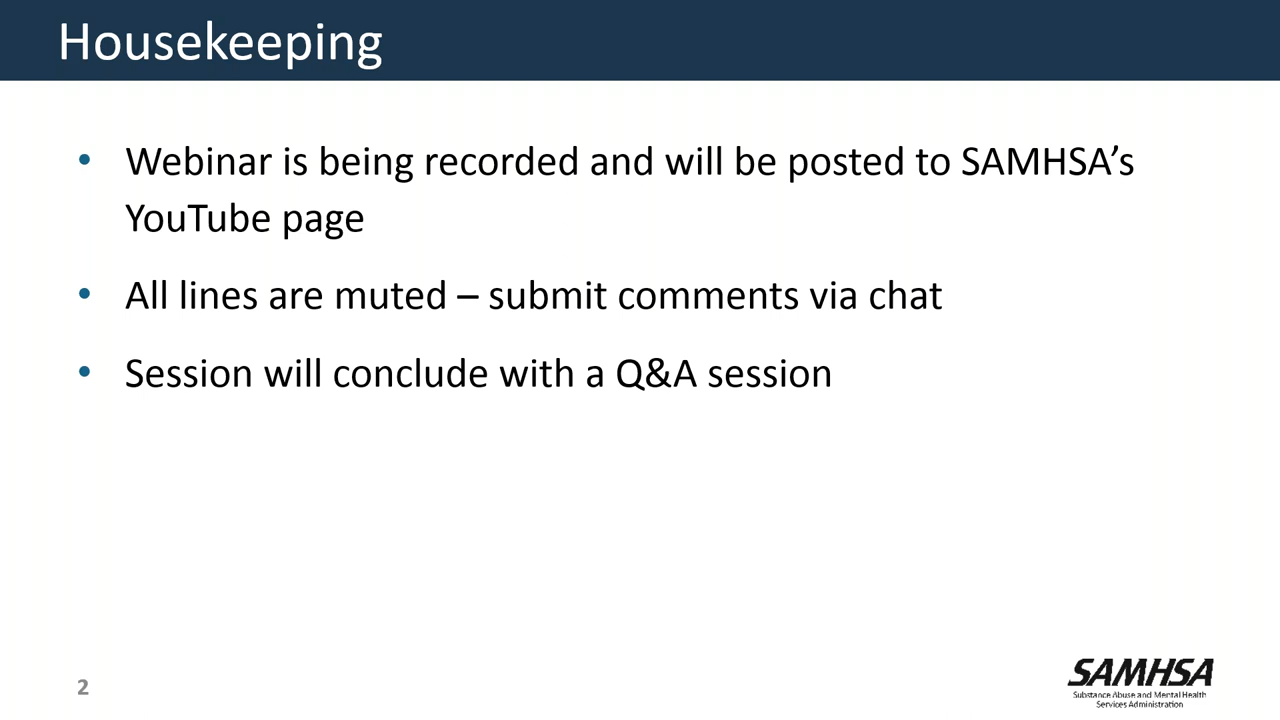 Housekeeping
• Webinar is being recorded and will be posted to SAMHSA’s
YouTube page
• All lines are muted – submit comments via chat
• Session will conclude with a Q&A session
2
SAMHSA
Substance Abuse and Mental Health
Services Administration